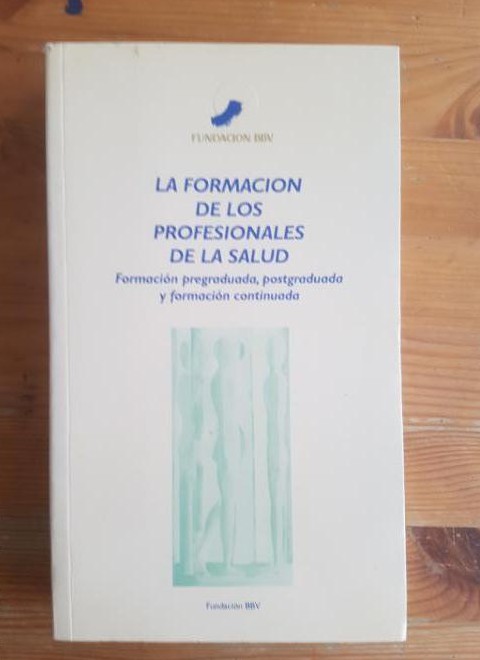 FUNDACION BBV
LA FORMACION
DE LOS
PROFESIONALES
DE LA SALUD
Formación pregraduada, postgraduada
y formación continuada
Fundación BBV